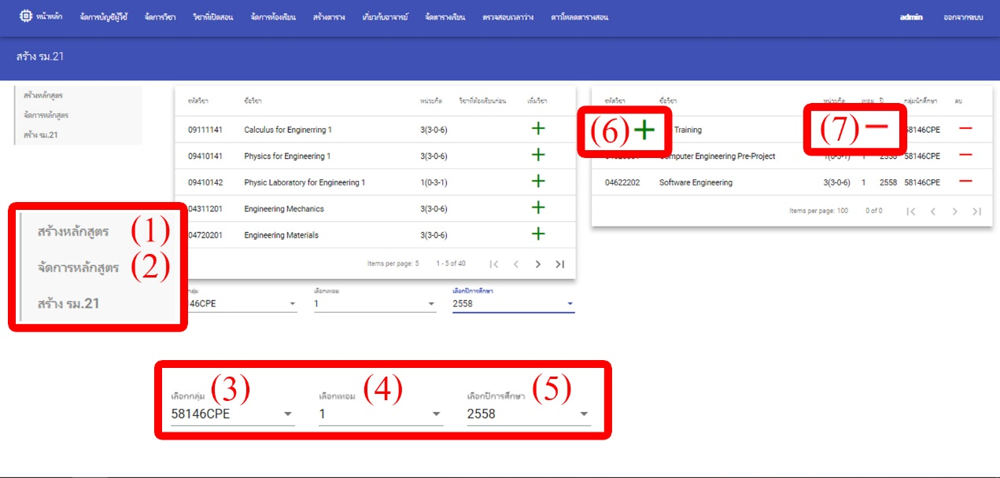 หน้าหลัก จัดการบัญชีผู้ใช้ จัดการวิชา วิชาที่เปิดสอน จัดการห้องเรียน สร้างตาราง เกี่ยวกับอาจารย์ จัดตารางเรียน ตรวจสอบเวลาว่าง ดาวโหลดตารางสอน admin ออกจากระบบ
สร้าง รม.21
สร้างหลักสูตร
จัดการหลักสูตร
สร้าง รม.21
รหัสวิชา ชื่อวิชา หน่วยกิต วิชาที่ต้องเรียนก่อน เพิ่มวิชา
09111141 Calculus for Enginerring 1 3(3-0-6) +
09410141 Physics for Engineering 1 3(3-0-6) +
09410142 Physic Laboratory for Engineering 1 1(0-3-1) +
04311201 Engineering Mechanics 3(3-0-6) +
04720201 Engineering Materials 3(3-0-6) +
Items per page: 5 1 - 5 of 40
รหัสวิชา ชื่อวิชา หน่วยกิต เทอม ปี กลุ่มนักศึกษา ลบ
(6) + Training (7) − 58146CPE −
Computer Engineering Pre-Project 1(0-3-1) 1 2558 58146CPE −
04622202 Software Engineering 3(3-0-6) 1 2558 58146CPE −
Items per page: 100 0 of 0
สร้างหลักสูตร (1)
จัดการหลักสูตร (2)
สร้าง รม.21
กลุ่ม เลือกเทอม เลือกปีการศึกษา
46CPE 1 2558
เลือกกลุ่ม (3) เลือกเทอม (4) เลือกปีการศึกษา (5)
58146CPE 1 2558